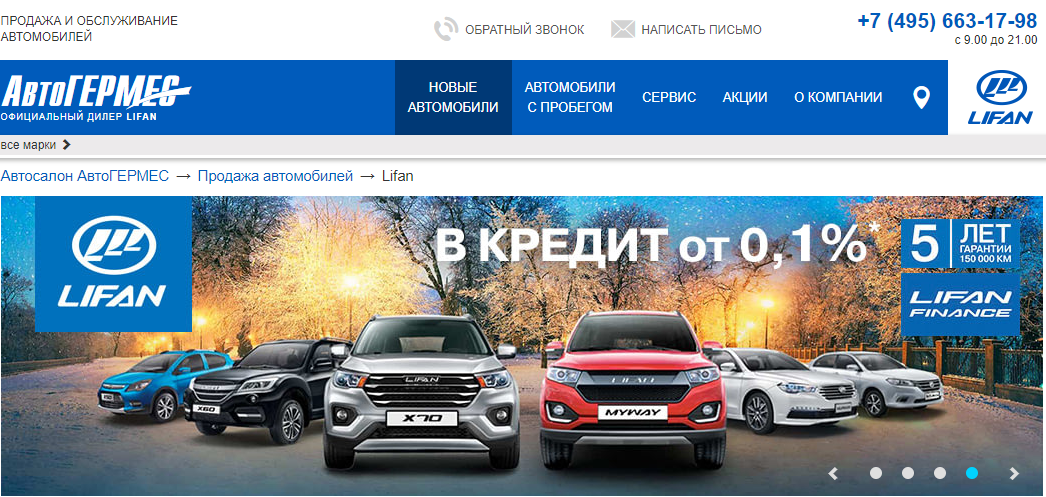 ПРОДАЖА И ОБСЛУЖИВАНИЕ
АВТОМОБИЛЕЙ
ОБРАТНЫЙ ЗВОНОК
НАПИСАТЬ ПИСЬМО
+7 (495) 663-17-98
с 9.00 до 21.00
АвтоГЕРМЕС
ОФИЦИАЛЬНЫЙ ДИЛЕР LIFAN
НОВЫЕ
АВТОМОБИЛИ
АВТОМОБИЛИ
С ПРОБЕГОМ
СЕРВИС
АКЦИИ
О КОМПАНИИ
LIFAN
все марки
Автосалон АвтоГЕРМЕС → Продажа автомобилей → Lifan
LIFAN
В КРЕДИТ от 0,1%*
5 ЛЕТ
ГАРАНТИИ
150 000 КМ
LIFAN
FINANCE
LIFAN
X60
X70
LIFAN
MYWAY